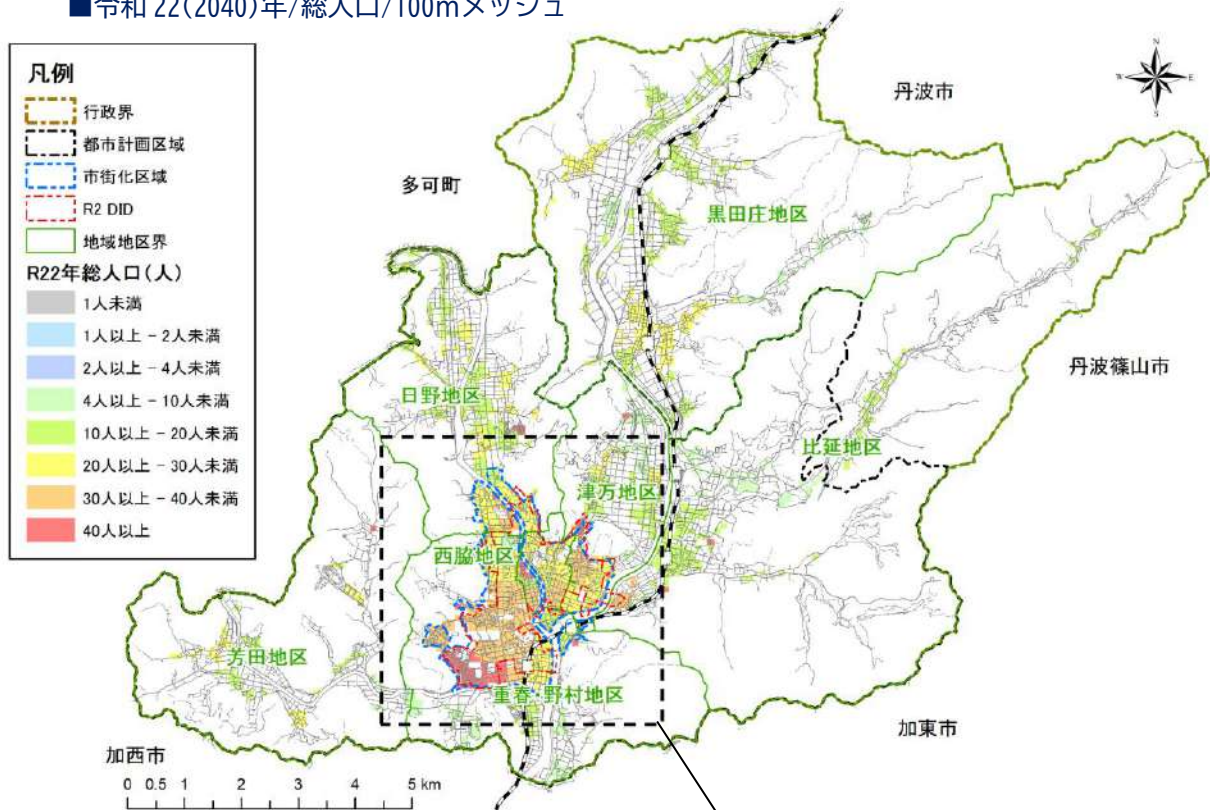 ■令和 22(2040)年/総人口/100mメッシュ
凡例
行政界
都市計画区域
市街化区域
R2 DID
地域地区界
R22年総人口(人)
1人未満
1人以上 - 2人未満
2人以上 - 4人未満
4人以上 - 10人未満
10人以上 - 20人未満
20人以上 - 30人未満
30人以上 - 40人未満
40人以上
N
W
E
S
丹波市
多可町
黒田庄地区
丹波篠山市
日野地区
比延地区
津万地区
西脇地区
芳田地区
重春・野村地区
加東市
加西市
0 0.5 1 2 3 4 5 km